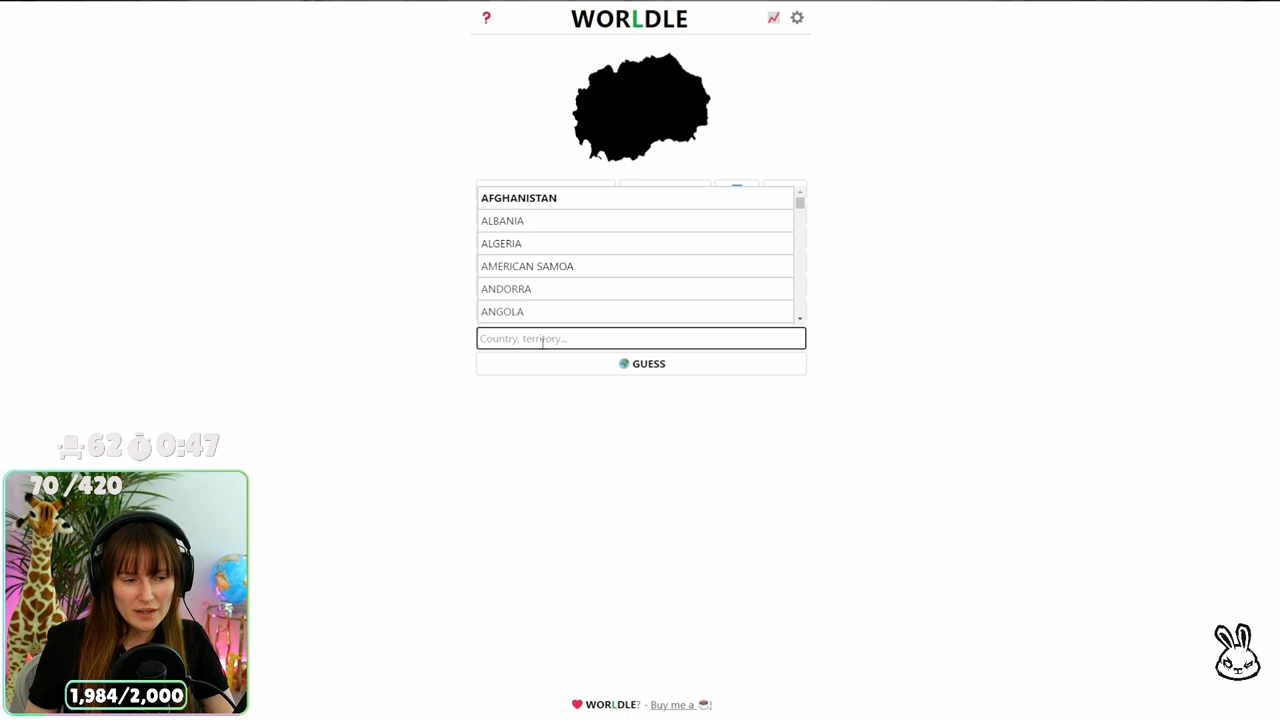 ?
WORLDLE
AFGHANISTAN
ALBANIA
ALGERIA
AMERICAN SAMOA
ANDORRA
ANGOLA
Country, territory...
GUESS
62 0:47
70 /420
1,984/2,000
WORLDLE? - Buy me a !